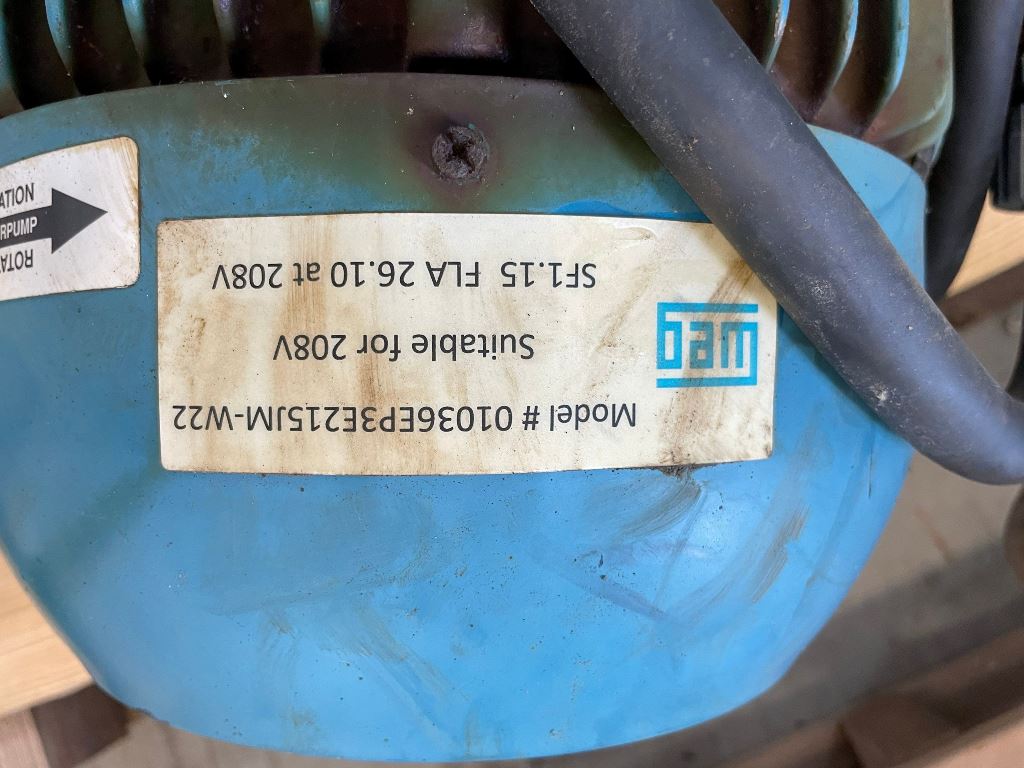 weg
Model # 01036EP3E215JM-W22
Suitable for 208V
SF1.15 FLA 26.10 at 208V
ROTA
RPUMP
ATION